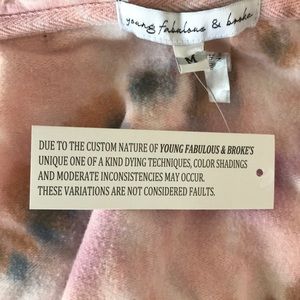 young fabulous & broke
M
DUE TO THE CUSTOM NATURE OF YOUNG FABULOUS & BROKE'S
UNIQUE ONE OF A KIND DYING TECHNIQUES, COLOR SHADINGS
AND MODERATE INCONSISTENCIES MAY OCCUR.
THESE VARIATIONS ARE NOT CONSIDERED FAULTS.